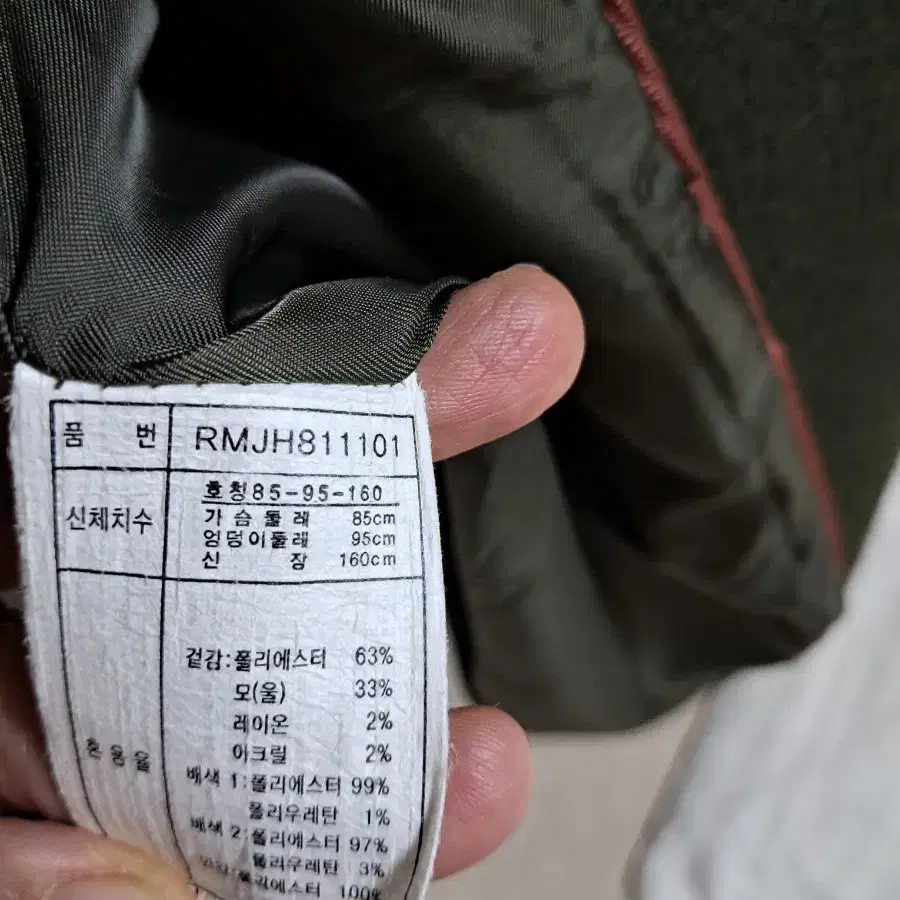 품 번 RMJH811101
신체치수 호칭 85-95-160
가슴둘레 85cm
엉덩이둘레 95cm
신 장 160cm
혼용율
겉감:폴리에스터 63%
모(울) 33%
레이온 2%
아크릴 2%
배색 1:폴리에스터 99%
폴리우레탄 1%
배색 2:폴리에스터 97%
폴리우레탄 3%
폴리에스터 100%